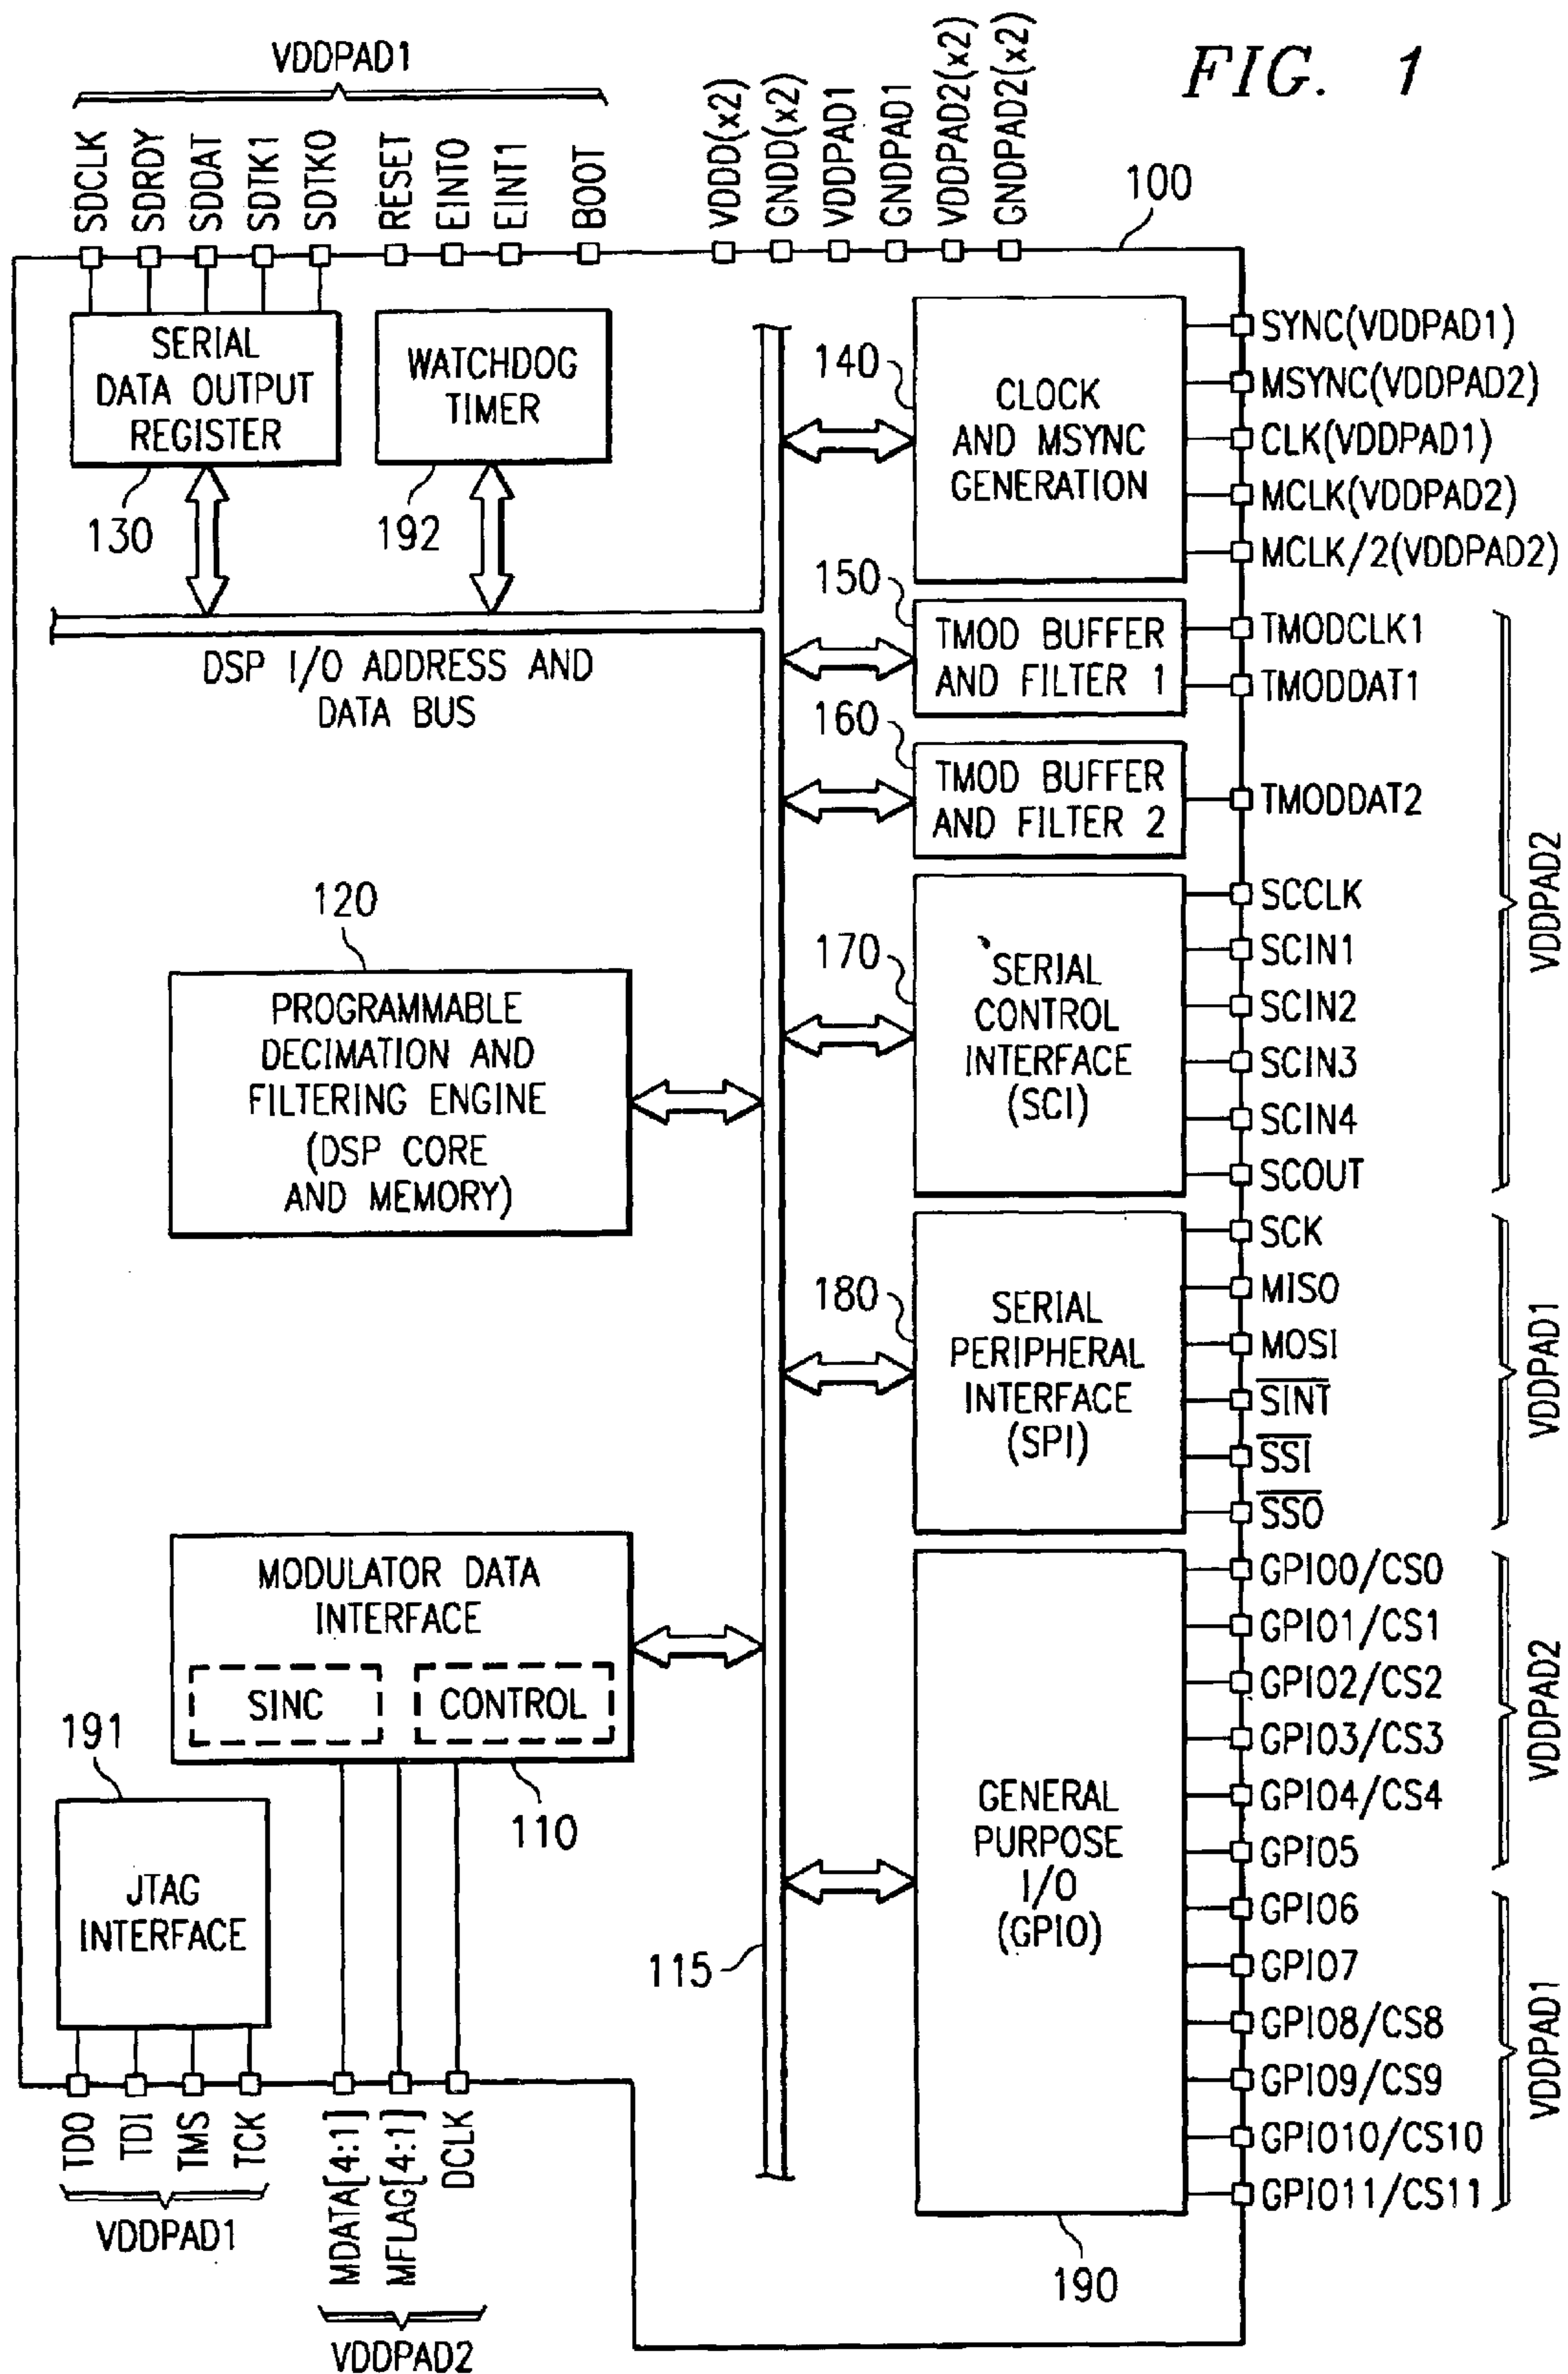 FIG. 1
VDDPAD1
SDCLK
SDRDY
SDDAT
SDTK1
SDTKO
RESET
EINT0
EINT1
BOOT
VDDD(x2)
GNDD(x2)
VDDPAD1
GNDPAD1
VDDPAD2(x2)
GNDPAD2(x2)
100
SERIAL
DATA OUTPUT
REGISTER
130
WATCHDOG
TIMER
192
DSP I/O ADDRESS AND
DATA BUS
140
CLOCK
AND MSYNC
GENERATION
SYNC(VDDPAD1)
MSYNC(VDDPAD2)
CLK(VDDPAD1)
MCLK(VDDPAD2)
MCLK/2(VDDPAD2)
150
TMOD BUFFER
AND FILTER 1
TMODCLK1
TMODDAT1
160
TMOD BUFFER
AND FILTER 2
TMODDAT2
VDDPAD2
120
PROGRAMMABLE
DECIMATION AND
FILTERING ENGINE
(DSP CORE
AND MEMORY)
170
SERIAL
CONTROL
INTERFACE
(SCI)
SCCLK
SCIN1
SCIN2
SCIN3
SCIN4
SCOUT
180
SERIAL
PERIPHERAL
INTERFACE
(SPI)
SCK
MISO
MOSI
SINT
SSI
SSO
VDDPAD1
MODULATOR DATA
INTERFACE
SINC
CONTROL
110
191
JTAG
INTERFACE
115
GENERAL
PURPOSE
I/O
(GPIO)
190
GPIO0/CS0
GPIO1/CS1
GPIO2/CS2
GPIO3/CS3
GPIO4/CS4
GPIO5
VDDPAD2
GPIO6
GPIO7
GPIO8/CS8
GPIO9/CS9
GPIO10/CS10
GPIO11/CS11
VDDPAD1
TDO
TDI
TMS
TCK
VDDPAD1
MDATA[4:1]
MFLAG[4:1]
DCLK
VDDPAD2